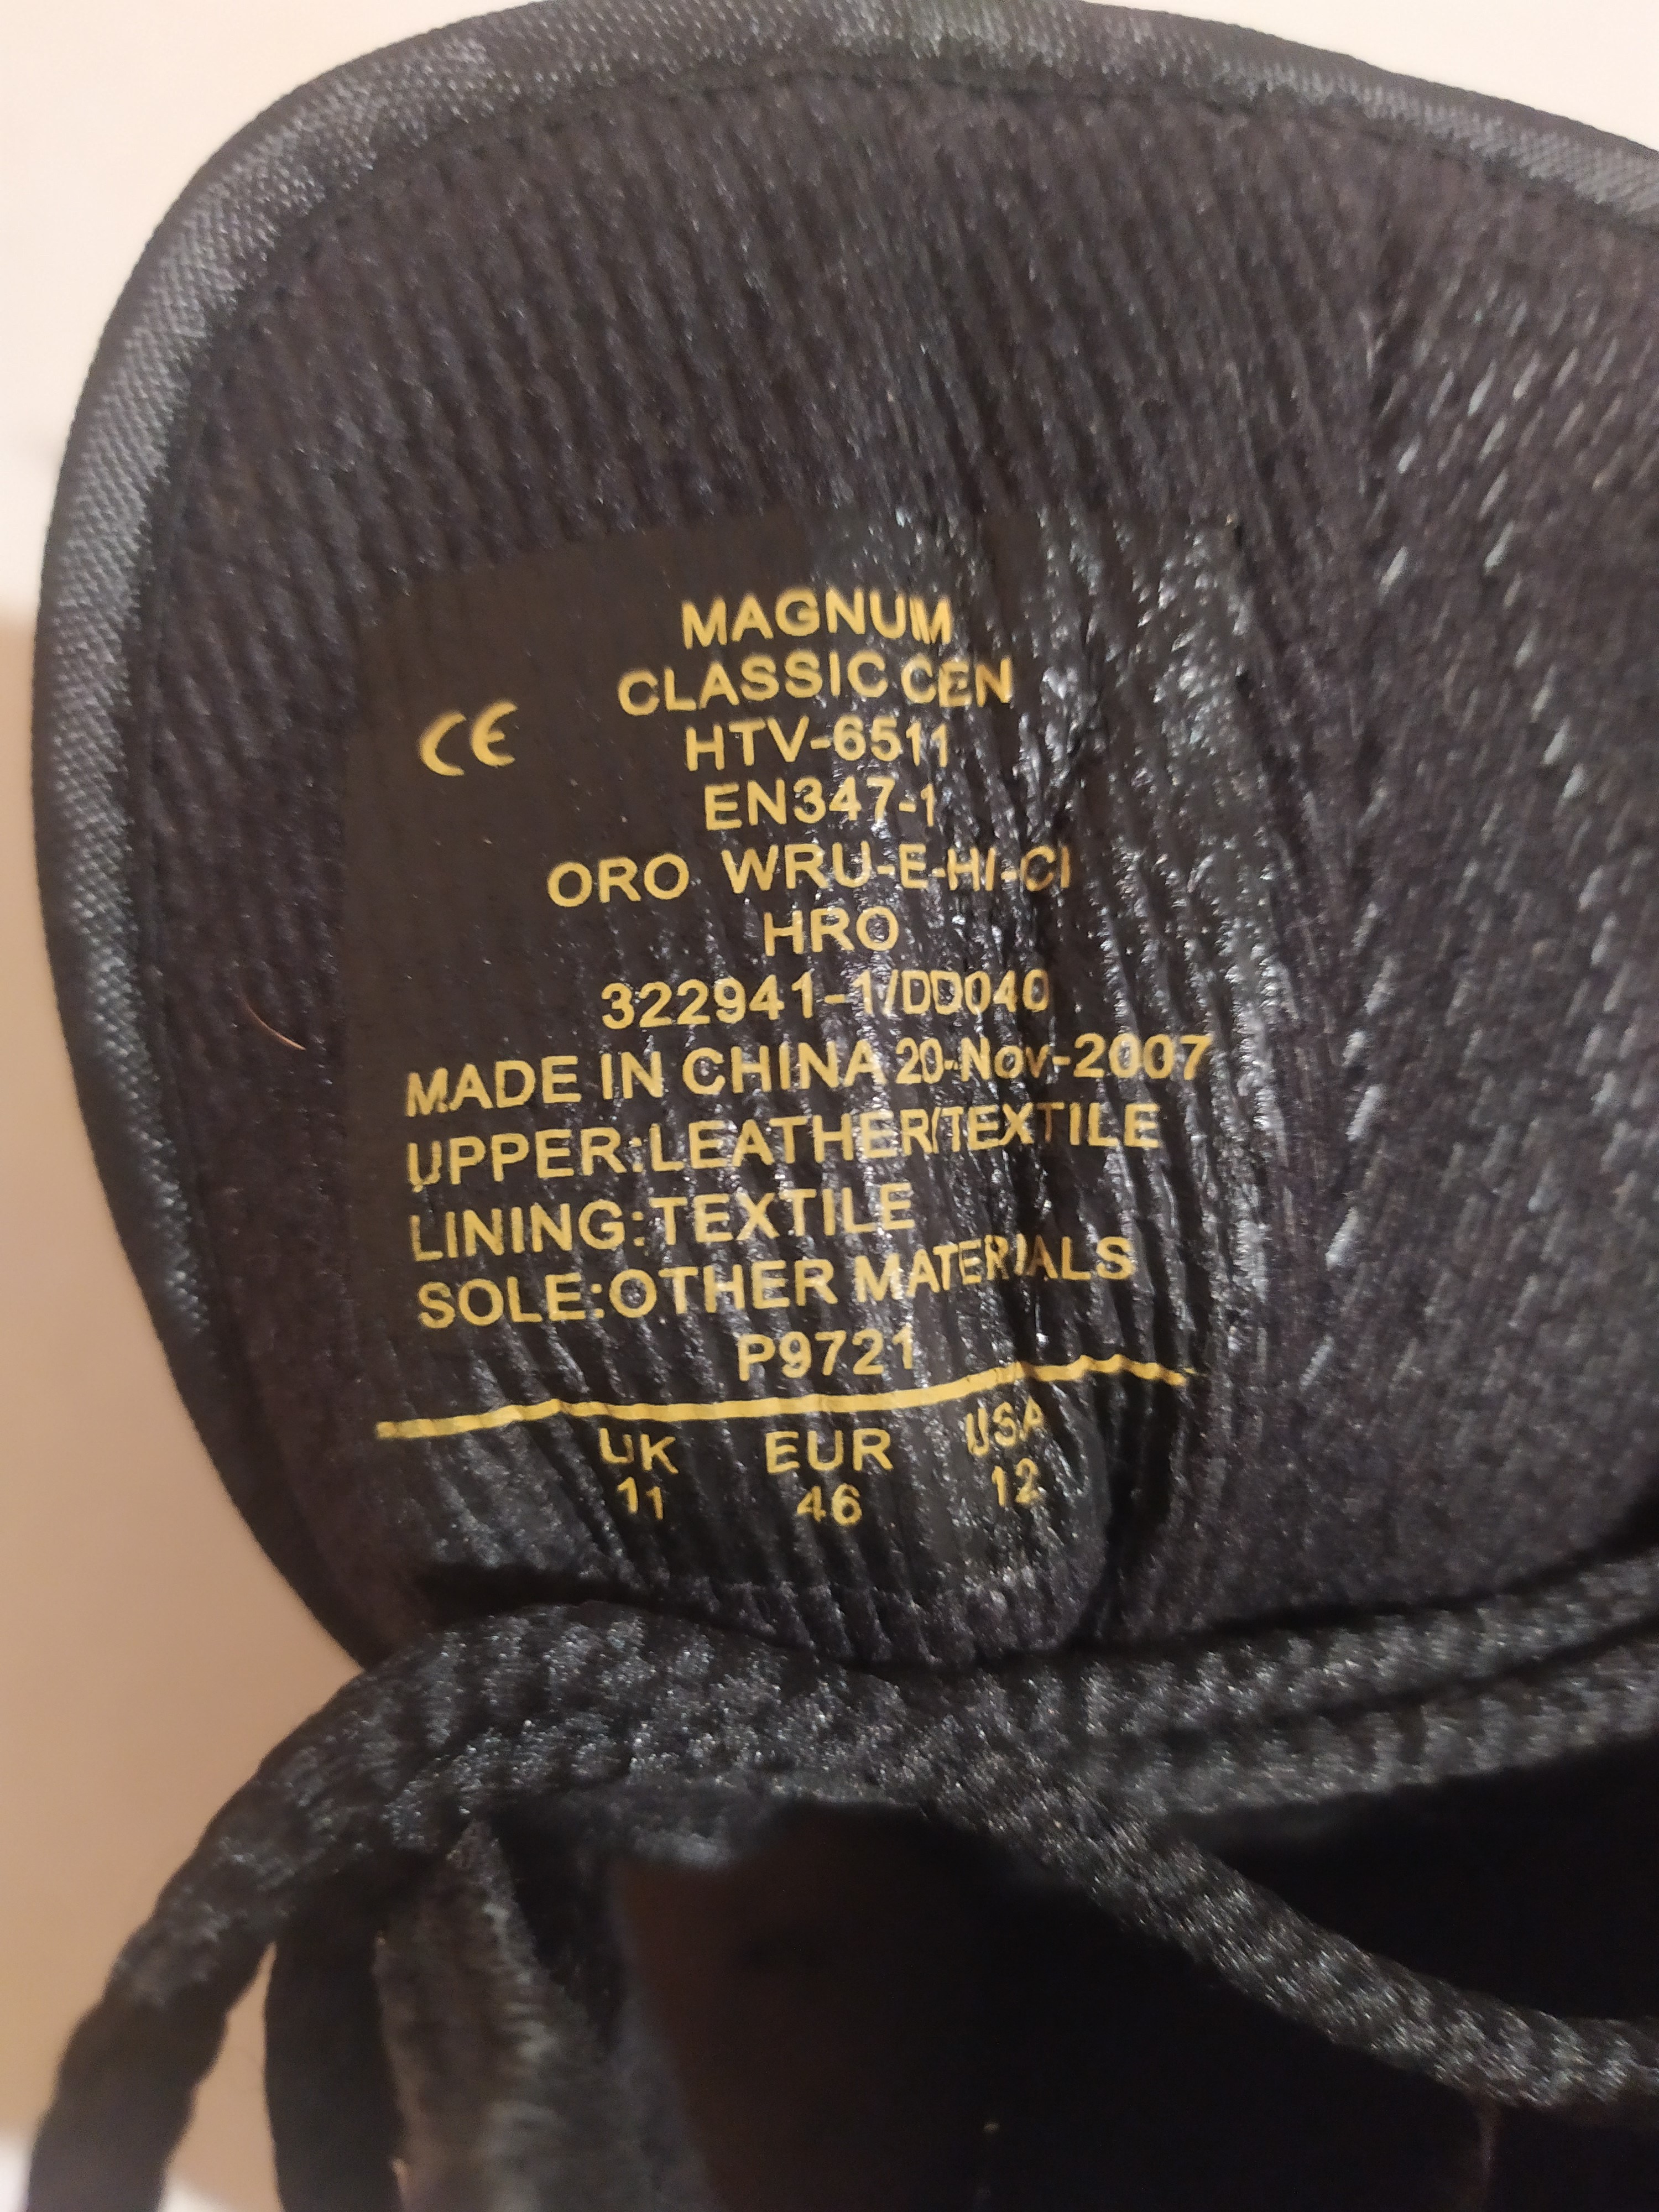 MAGNUM
CLASSIC CEN
CE
HTV-6511
EN347-1
ORO WRU-E-HI-CI
HRO
322941-1/DD040
MADE IN CHINA 20-Nov-2007
UPPER:LEATHER/TEXTILE
LINING:TEXTILE
SOLE:OTHER MATERIALS
P9721
UK EUR USA
11 46 12